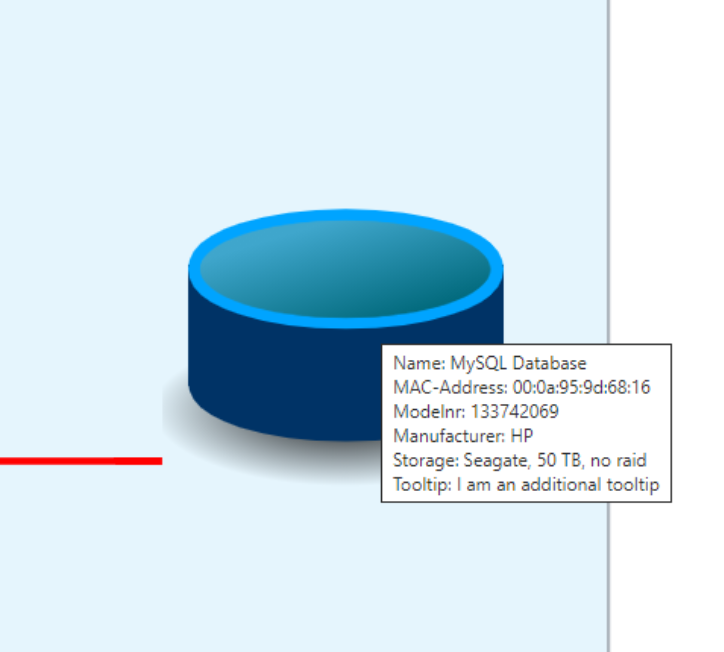 Name: MySQL Database
MAC-Address: 00:0a:95:9d:68:16
Modelnr: 133742069
Manufacturer: HP
Storage: Seagate, 50 TB, no raid
Tooltip: I am an additional tooltip